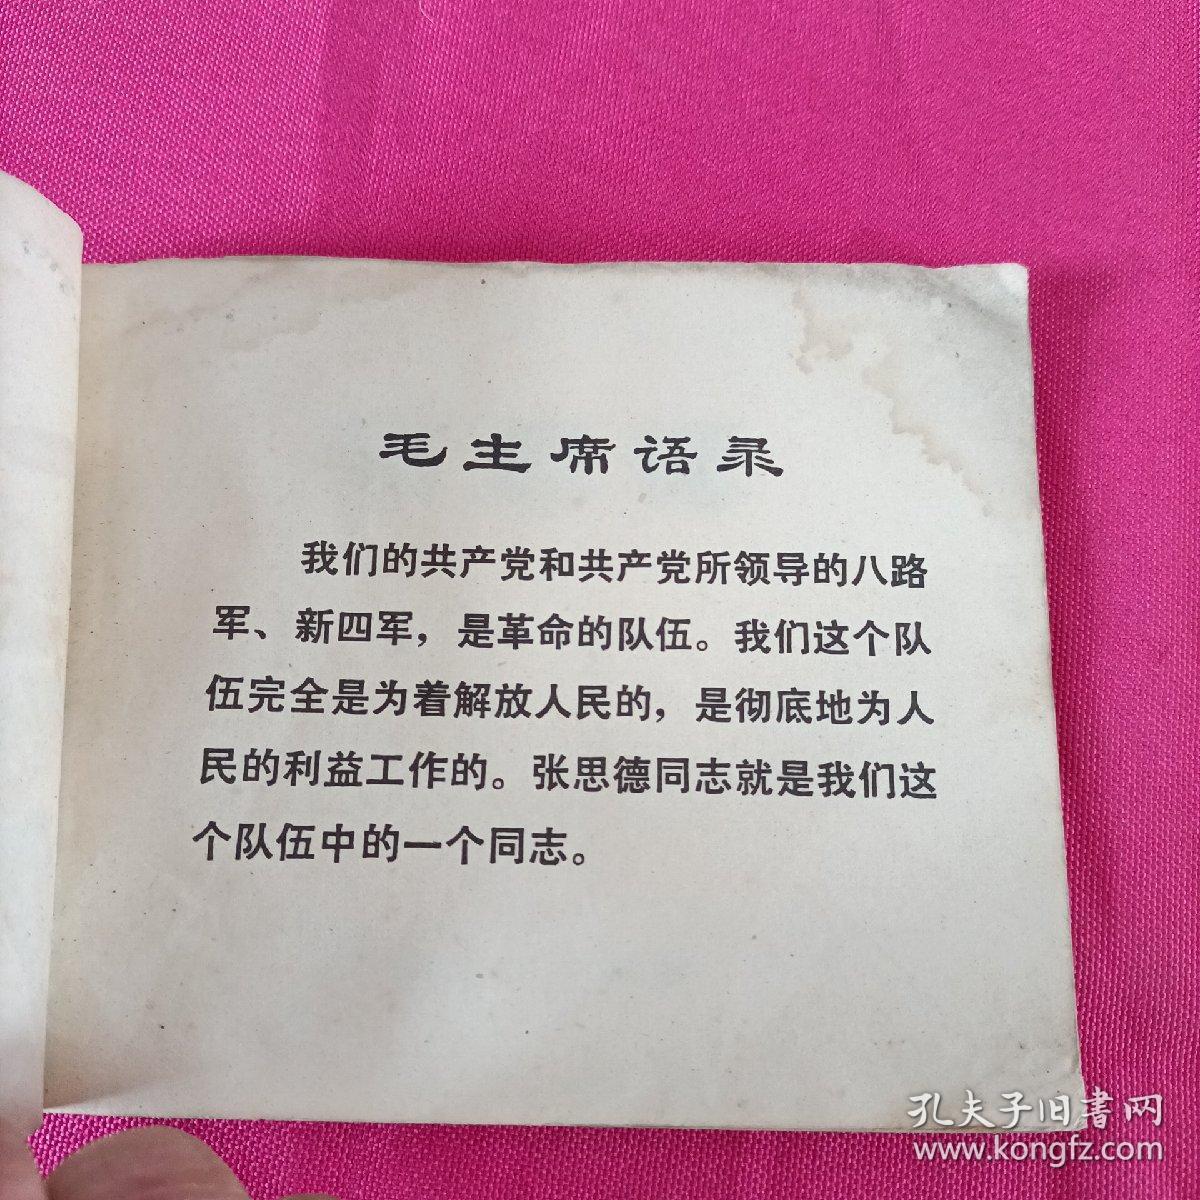 毛主席语录
我们的共产党和共产党所领导的八路
军、新四军，是革命的队伍。我们这个队
伍完全是为着解放人民的，是彻底地为人
民的利益工作的。张思德同志就是我们这
个队伍中的一个同志。
孔夫子旧書网
www.kongfz.com